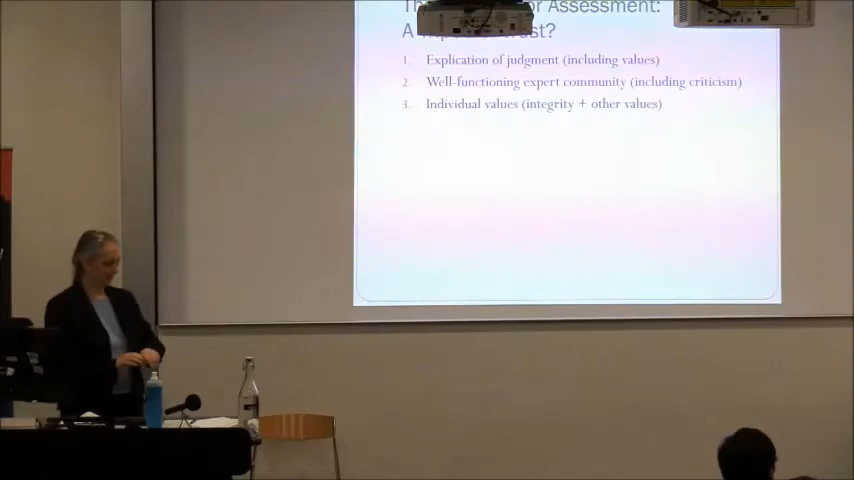 Th or Assessment:
A ust?
1. Explication of judgment (including values)
2. Well-functioning expert community (including criticism)
3. Individual values (integrity + other values)